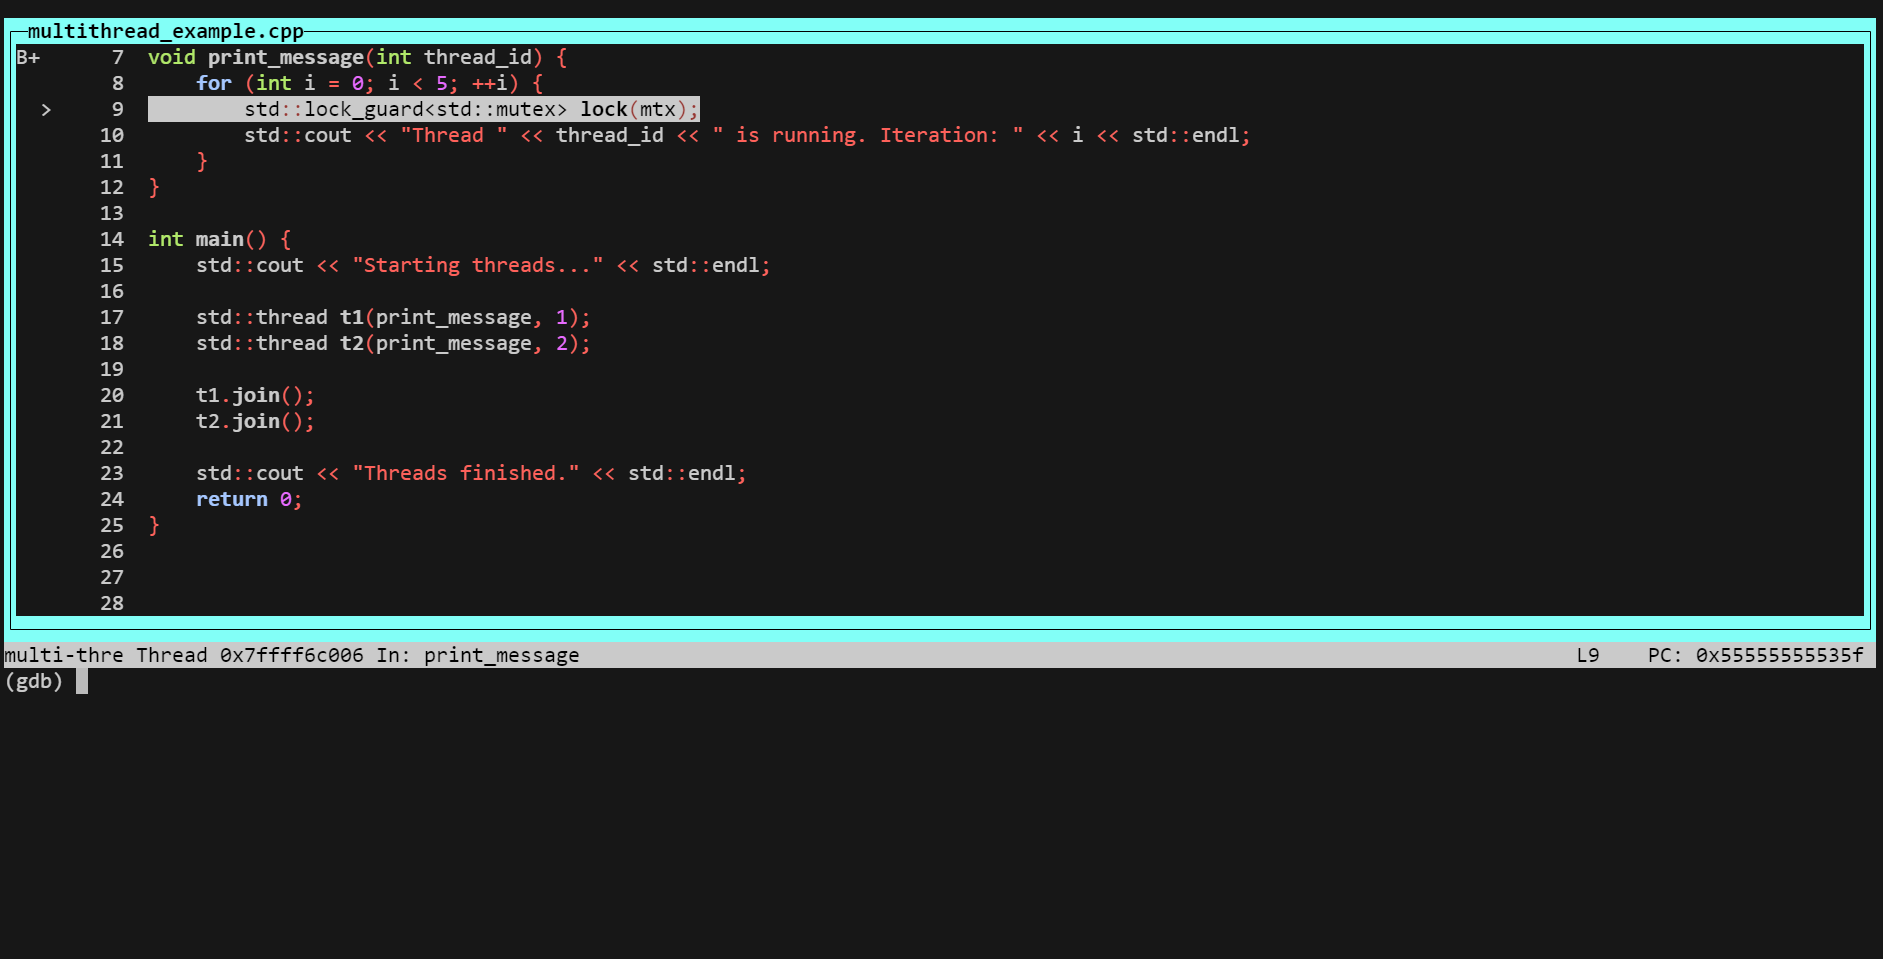 multithread_example.cpp
B+      7  void print_message(int thread_id) {
        8      for (int i = 0; i < 5; ++i) {
  >     9          std::lock_guard<std::mutex> lock(mtx);
       10          std::cout << "Thread " << thread_id << " is running. Iteration: " << i << std::endl;
       11      }
       12  }
       13
       14  int main() {
       15      std::cout << "Starting threads..." << std::endl;
       16
       17      std::thread t1(print_message, 1);
       18      std::thread t2(print_message, 2);
       19
       20      t1.join();
       21      t2.join();
       22
       23      std::cout << "Threads finished." << std::endl;
       24      return 0;
       25  }
       26
       27
       28
multi-thre Thread 0x7ffff6c006 In: print_message    L9    PC: 0x55555555535f
(gdb)